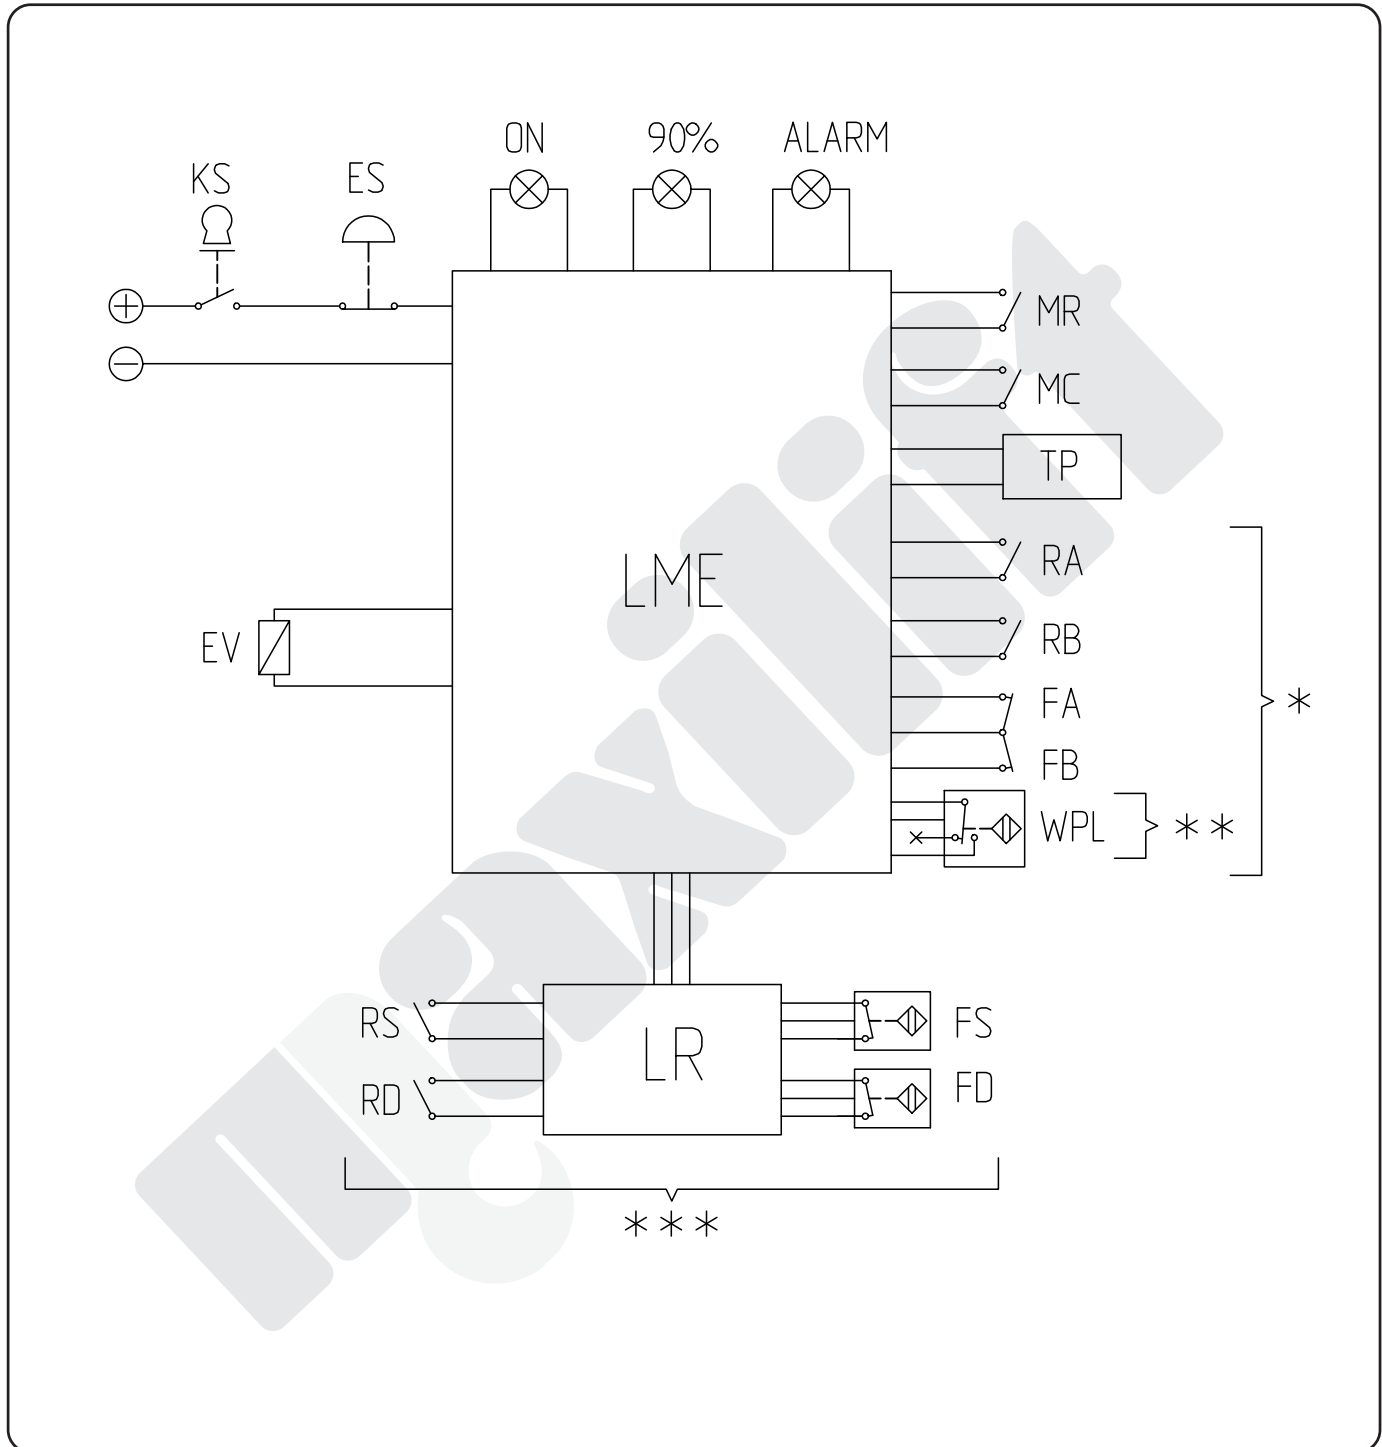 ON 90% ALARM
KS ES
+
-
MR
MC
TP
LME
RA
RB
EV
FA
FB
WPL
*
**
RS
RD
LR
FS
FD
***
maxilift